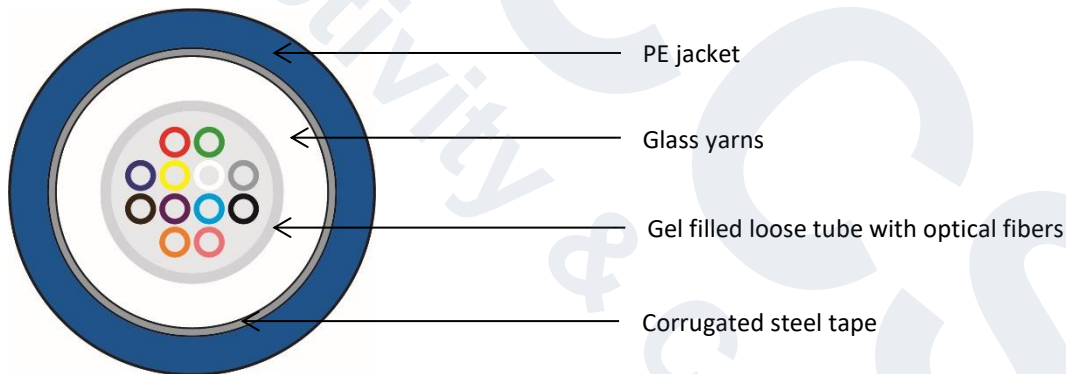 PE jacket
Glass yarns
Gel filled loose tube with optical fibers
Corrugated steel tape